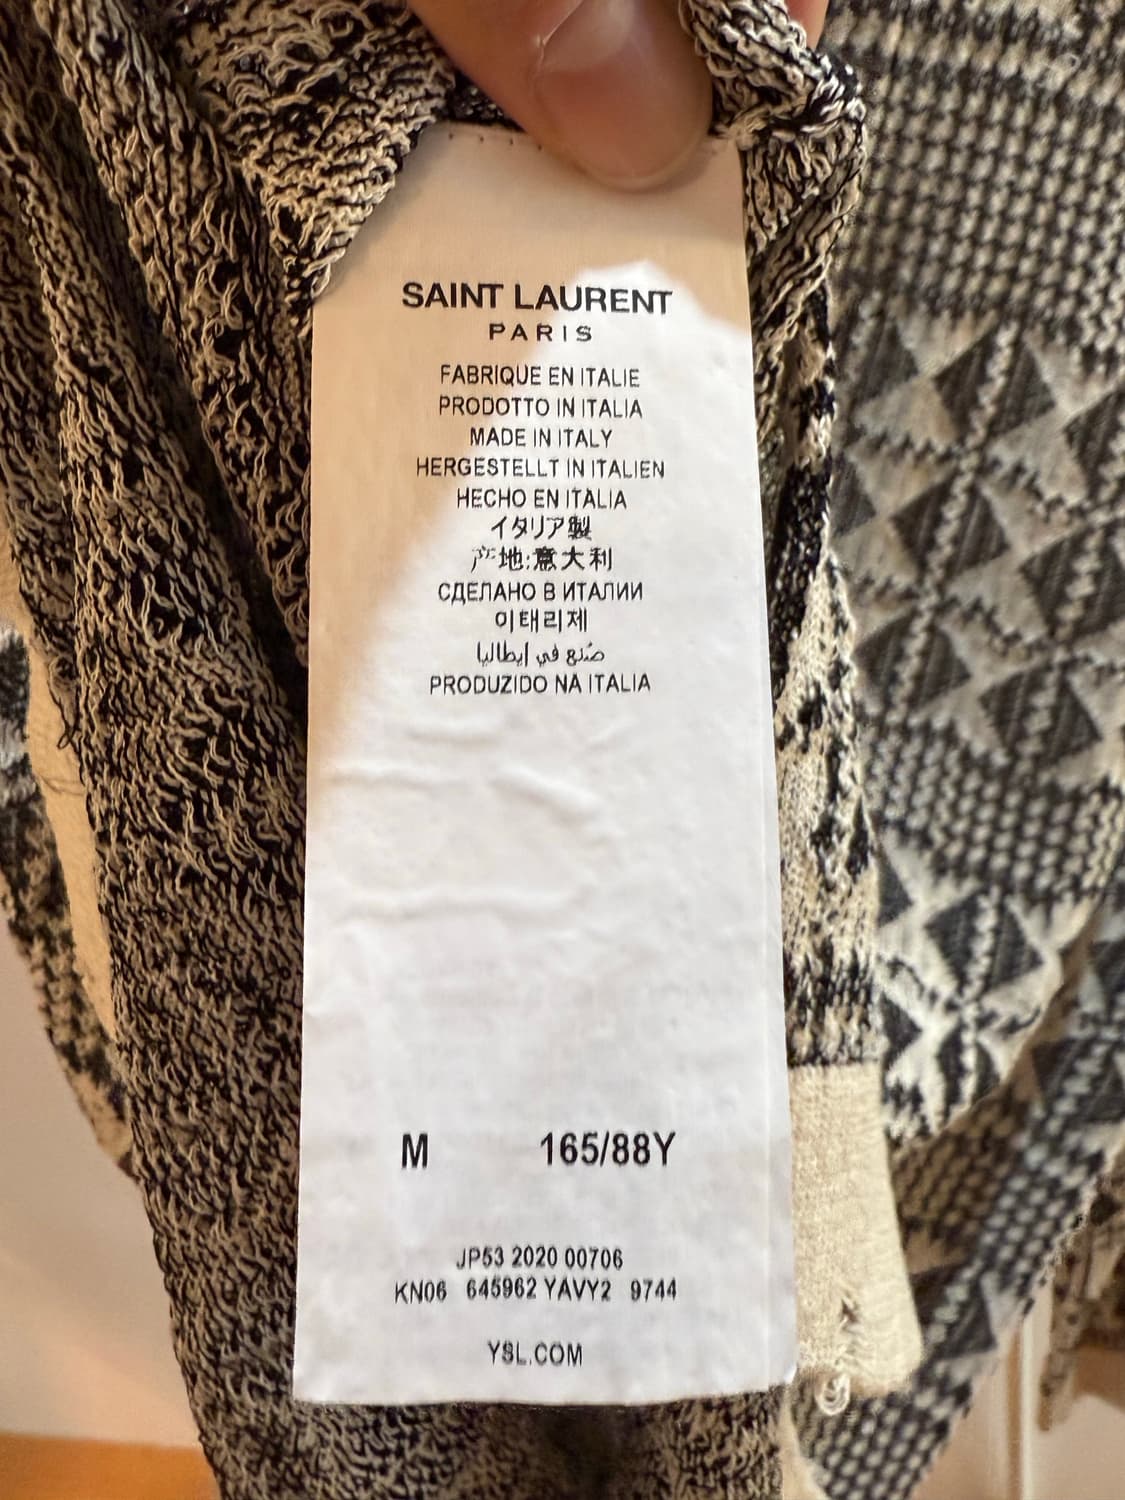 SAINT LAURENT
PARIS
FABRIQUE EN ITALIE
PRODOTTO IN ITALIA
MADE IN ITALY
HERGESTELLT IN ITALIEN
HECHO EN ITALIA
イタリア製
产地:意大利
СДЕЛАНО В ИТАЛИИ
이태리제
صُنع في إيطاليا
PRODUZIDO NA ITALIA
M 165/88Y
JP53 2020 00706
KN06 645962 YAVY2 9744
YSL.COM